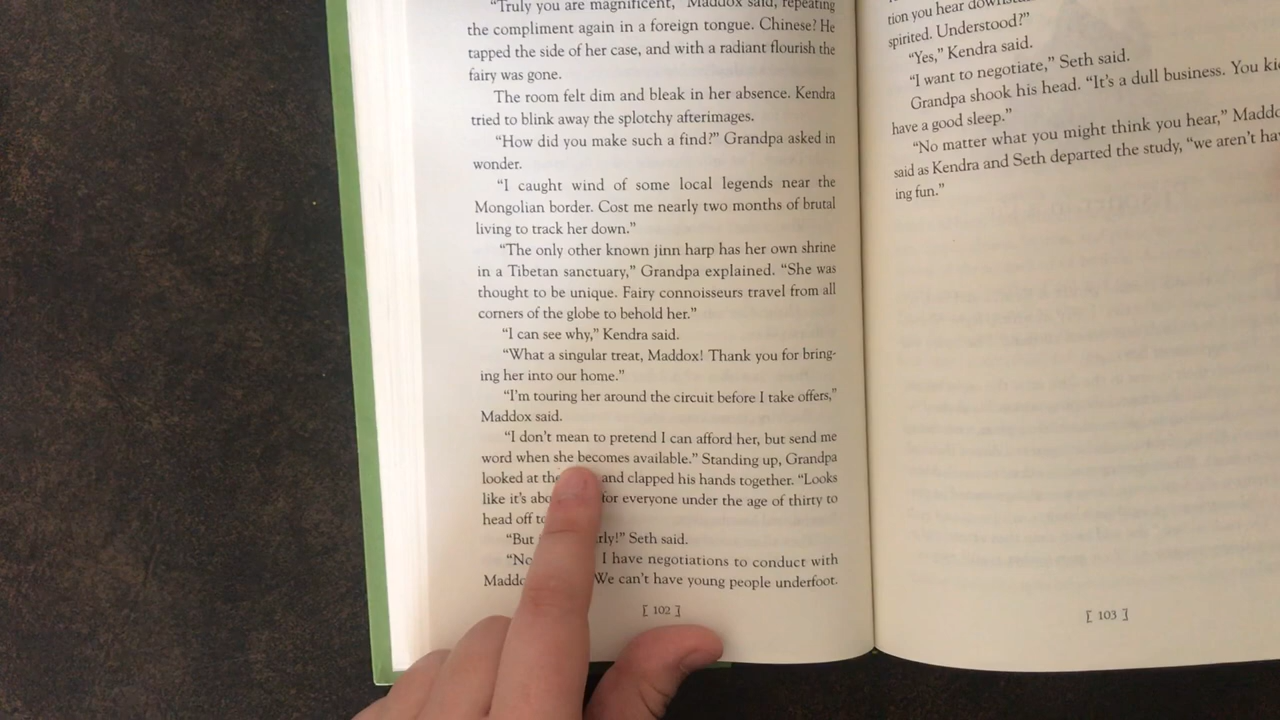 "Truly you are magnificent," Maddox said, repeating
the compliment again in a foreign tongue. Chinese? He
tapped the side of her case, and with a radiant flourish the
fairy was gone.
The room felt dim and bleak in her absence. Kendra
tried to blink away the splotchy afterimages.
"How did you make such a find?" Grandpa asked in
wonder.
"I caught wind of some local legends near the
Mongolian border. Cost me nearly two months of brutal
living to track her down."
"The only other known jinn harp has her own shrine
in a Tibetan sanctuary," Grandpa explained. "She was
thought to be unique. Fairy connoisseurs travel from all
corners of the globe to behold her."
"I can see why," Kendra said.
"What a singular treat, Maddox! Thank you for bring-
ing her into our home."
"I'm touring her around the circuit before I take offers,"
Maddox said.
"I don't mean to pretend I can afford her, but send me
word when she becomes available." Standing up, Grandpa
looked at the and clapped his hands together. "Looks
like it's for everyone under the age of thirty to
head off
"But Seth said.
I have negotiations to conduct with
We can't have young people underfoot.
[ 102 ]
tion you hear
spirited. Understood?"
"Yes," Kendra said.
"I want to negotiate," Seth said.
Grandpa shook his head. "It's a dull business. You
have a good sleep."
"No matter what you might think you hear,"
said as Kendra and Seth departed the study, "we aren't
ing fun."
[ 103 ]